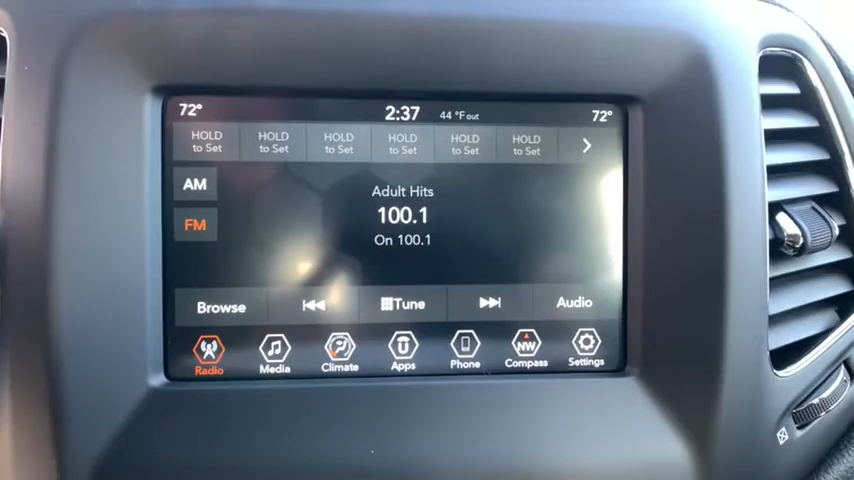 72° 2:37 44 °F out 72°
HOLD to Set HOLD to Set HOLD to Set HOLD to Set HOLD to Set HOLD to Set
AM
Adult Hits
100.1
FM
On 100.1
Browse Tune Audio
NW
Radio Media Climate Apps Phone Compass Settings